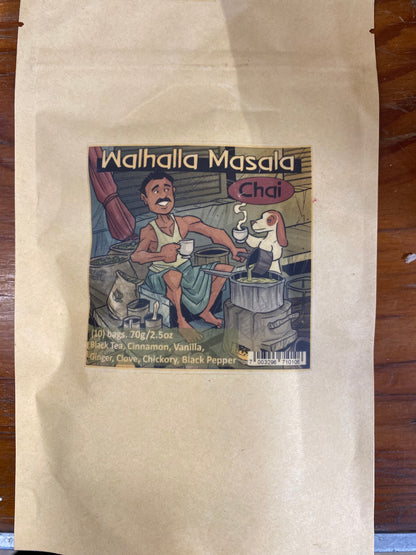 Walhalla Masala
Chai
(10) bags. 70g/2.5oz
Black Tea, Cinnamon, Vanilla,
Ginger, Clove, Chickory, Black Pepper